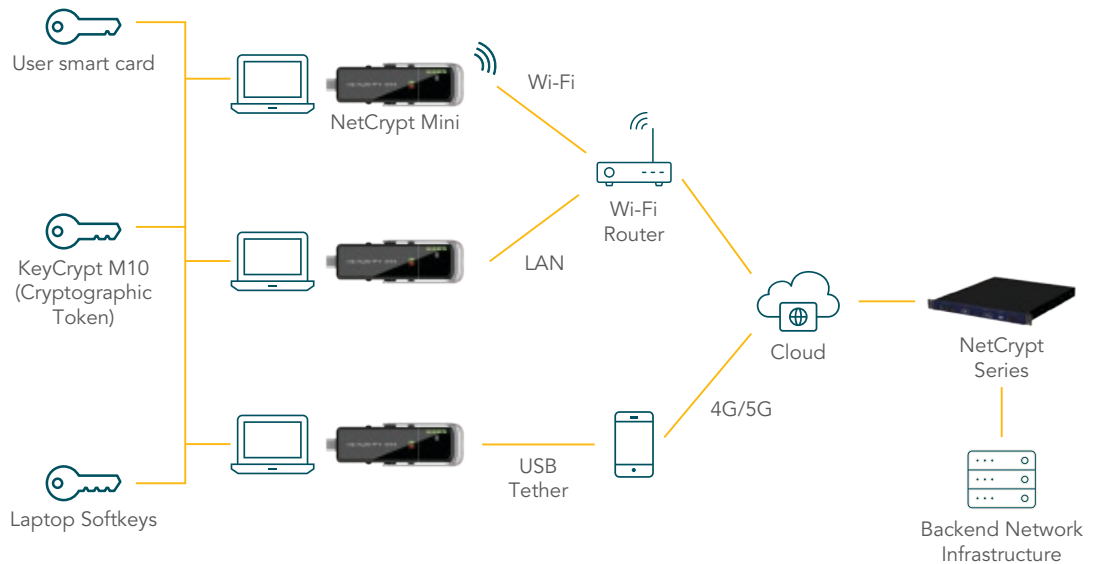 User smart card
NetCrypt Mini
Wi-Fi
Wi-Fi
Router
KeyCrypt M10
(Cryptographic
Token)
LAN
Cloud
NetCrypt
Series
4G/5G
USB
Tether
Laptop Softkeys
Backend Network
Infrastructure